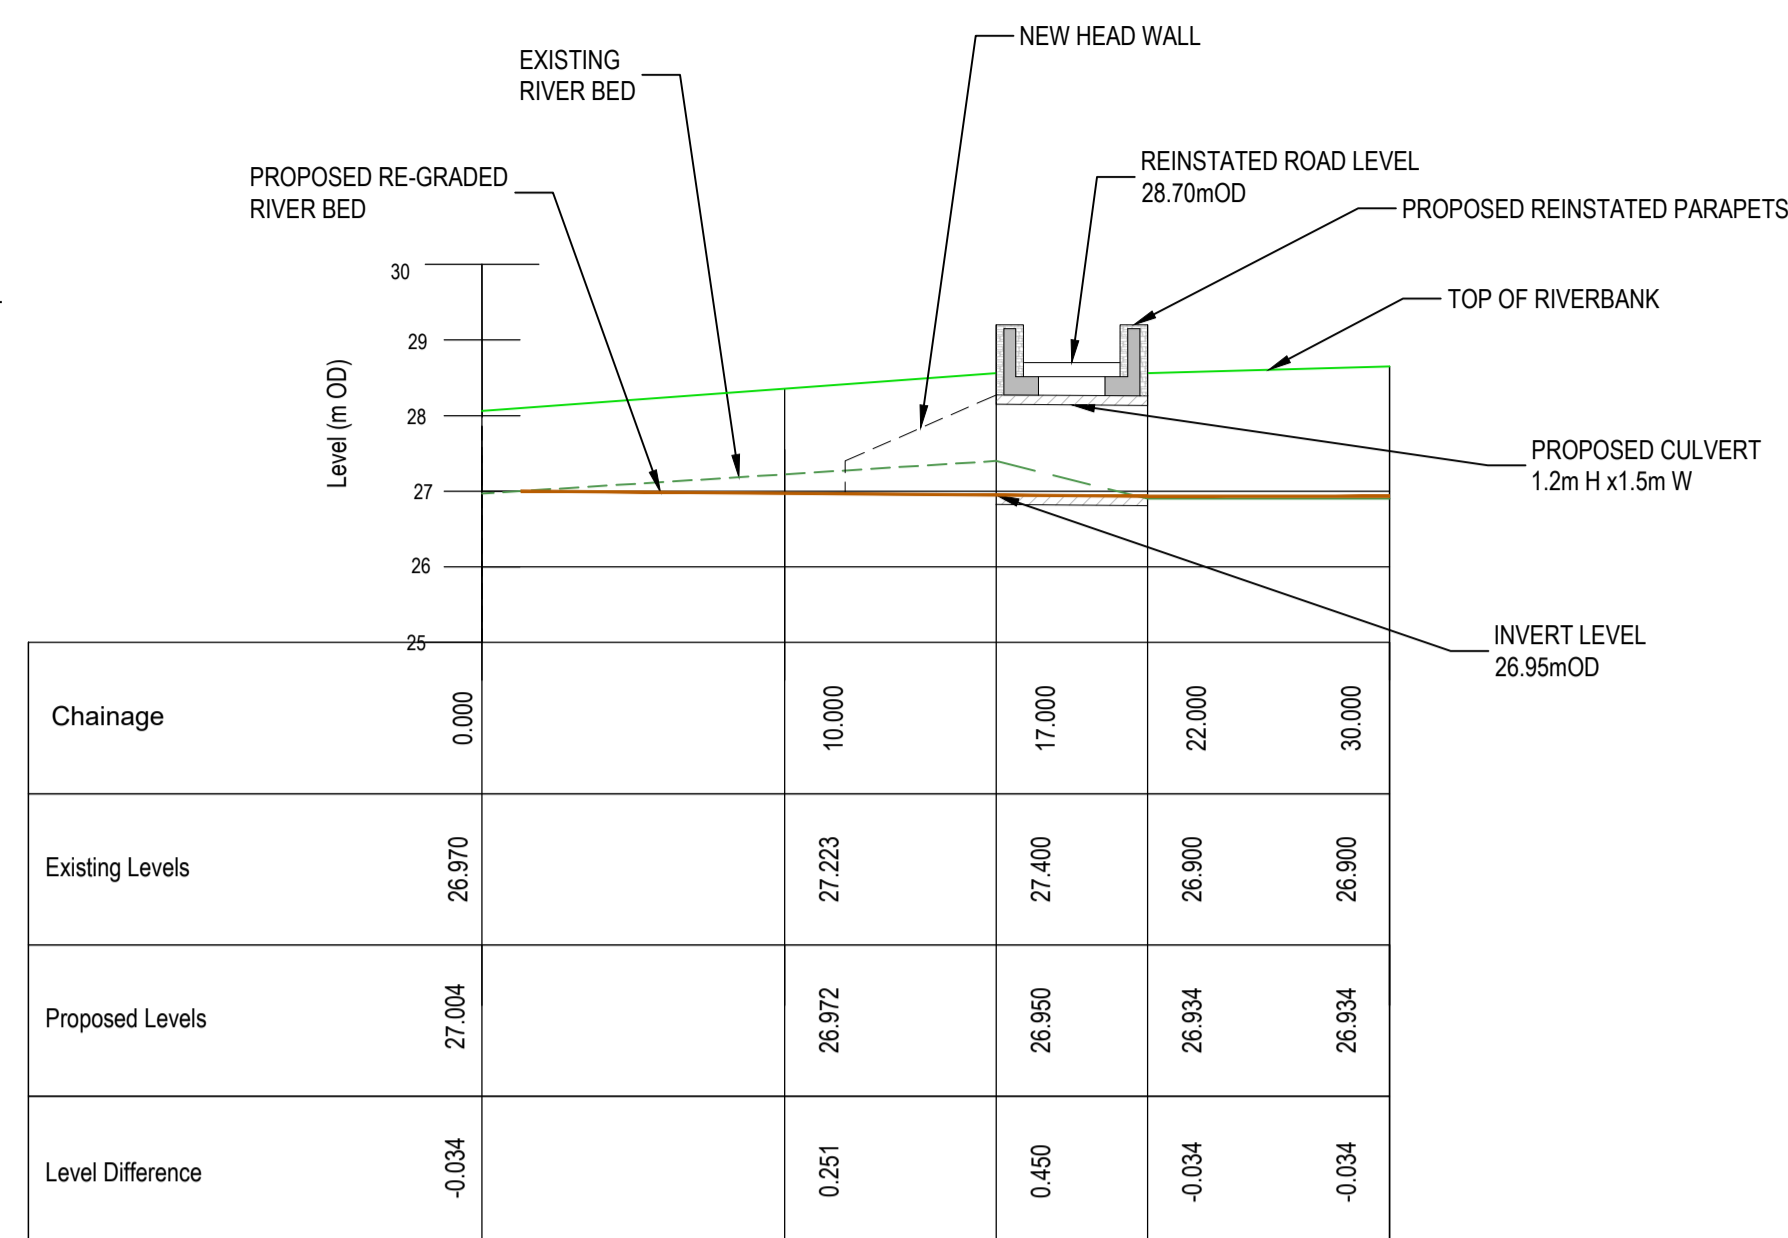 NEW HEAD WALL
EXISTING
RIVER BED
REINSTATED ROAD LEVEL
28.70mOD
PROPOSED RE-GRADED
RIVER BED
PROPOSED REINSTATED PARAPETS
TOP OF RIVERBANK
30
29
28
27
26
25
Level (m OD)
PROPOSED CULVERT
1.2m H x1.5m W
INVERT LEVEL
26.95mOD
Chainage 0.000 10.000 17.000 22.000 30.000
Existing Levels 26.970 27.223 27.400 26.900 26.900
Proposed Levels 27.004 26.972 26.950 26.934 26.934
Level Difference -0.034 0.251 0.450 -0.034 -0.034